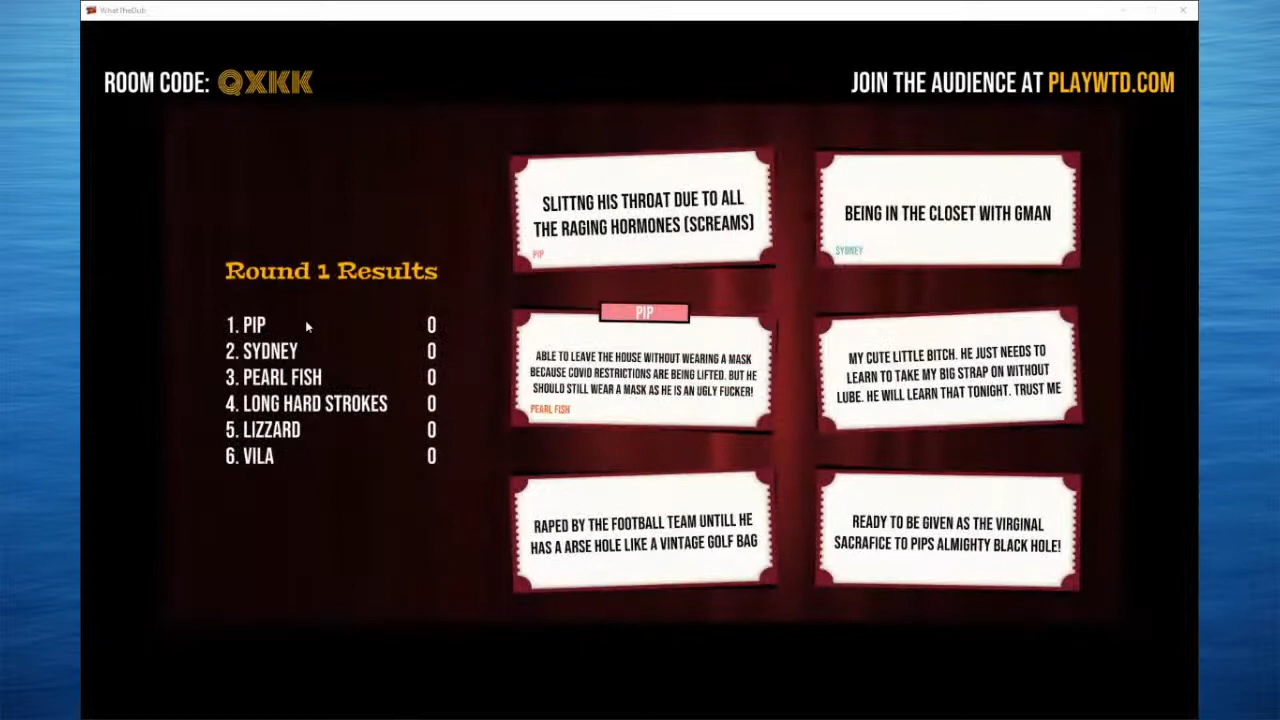 WhatTheDub
ROOM CODE: QXKK
JOIN THE AUDIENCE AT PLAYWTD.COM
Round 1 Results
1. PIP 0
2. SYDNEY 0
3. PEARL FISH 0
4. LONG HARD STROKES 0
5. LIZZARD 0
6. VILA 0
SLITTNG HIS THROAT DUE TO ALL
THE RAGING HORMONES (SCREAMS)
PIP
BEING IN THE CLOSET WITH GMAN
SYDNEY
PIP
ABLE TO LEAVE THE HOUSE WITHOUT WEARING A MASK
BECAUSE COVID RESTRICTIONS ARE BEING LIFTED. BUT HE
SHOULD STILL WEAR A MASK AS HE IS AN UGLY FUCKER!
PEARL FISH
MY CUTE LITTLE BITCH. HE JUST NEEDS TO
LEARN TO TAKE MY BIG STRAP ON WITHOUT
LUBE. HE WILL LEARN THAT TONIGHT. TRUST ME
RAPED BY THE FOOTBALL TEAM UNTILL HE
HAS A ARSE HOLE LIKE A VINTAGE GOLF BAG
READY TO BE GIVEN AS THE VIRGINAL
SACRAFICE TO PIPS ALMIGHTY BLACK HOLE!